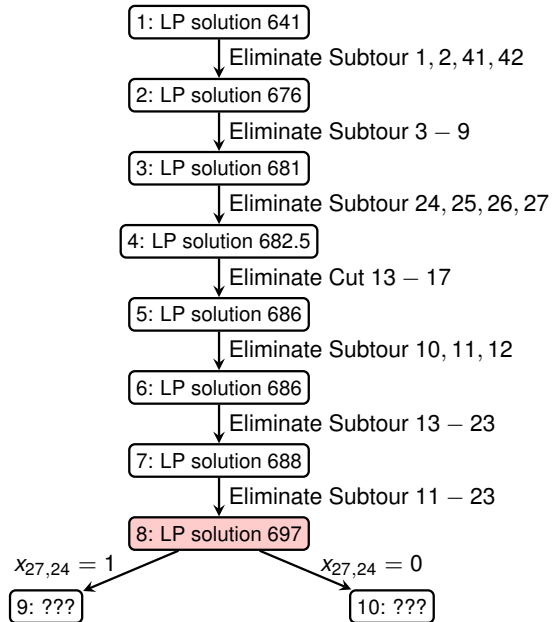 1: LP solution 641
Eliminate Subtour 1, 2, 41, 42
2: LP solution 676
Eliminate Subtour 3 − 9
3: LP solution 681
Eliminate Subtour 24, 25, 26, 27
4: LP solution 682.5
Eliminate Cut 13 − 17
5: LP solution 686
Eliminate Subtour 10, 11, 12
6: LP solution 686
Eliminate Subtour 13 − 23
7: LP solution 688
Eliminate Subtour 11 − 23
8: LP solution 697
x27,24 = 1
x27,24 = 0
9: ???
10: ???